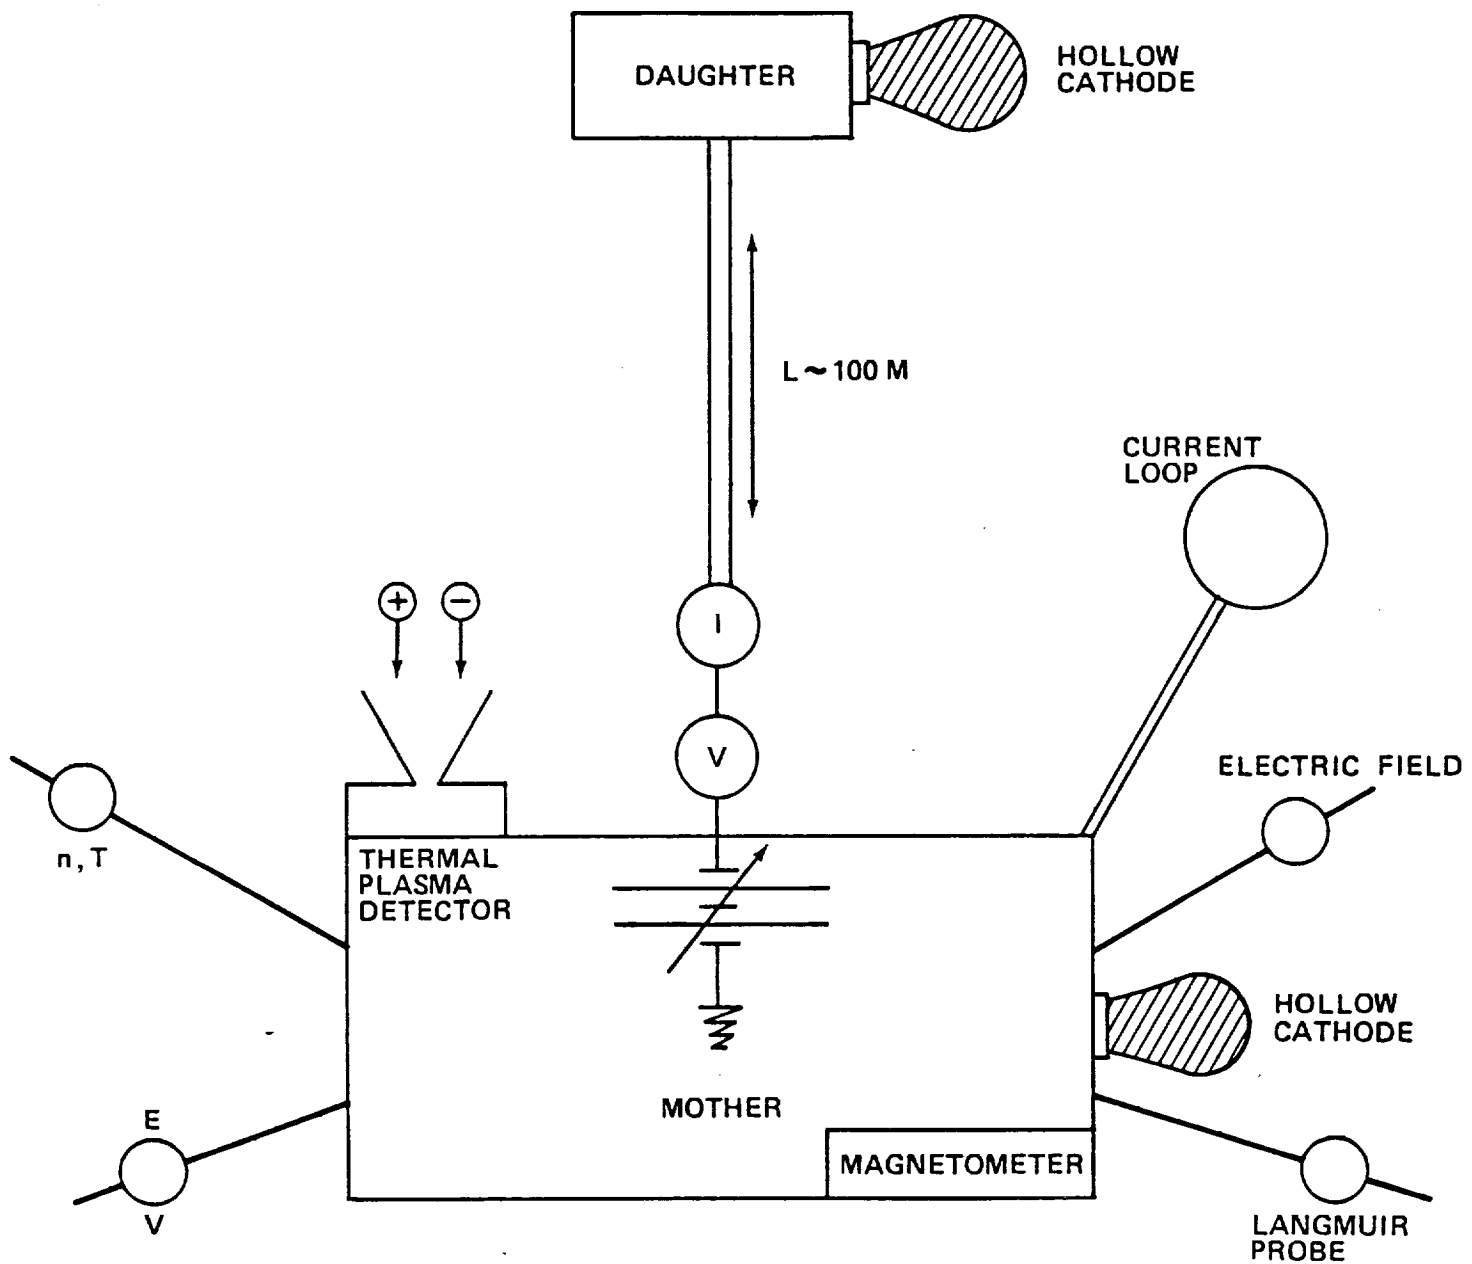 DAUGHTER
HOLLOW
CATHODE
L ~ 100 M
CURRENT
LOOP
+ −
I
V
ELECTRIC FIELD
n, T
THERMAL
PLASMA
DETECTOR
HOLLOW
CATHODE
MOTHER
E
V
MAGNETOMETER
LANGMUIR
PROBE